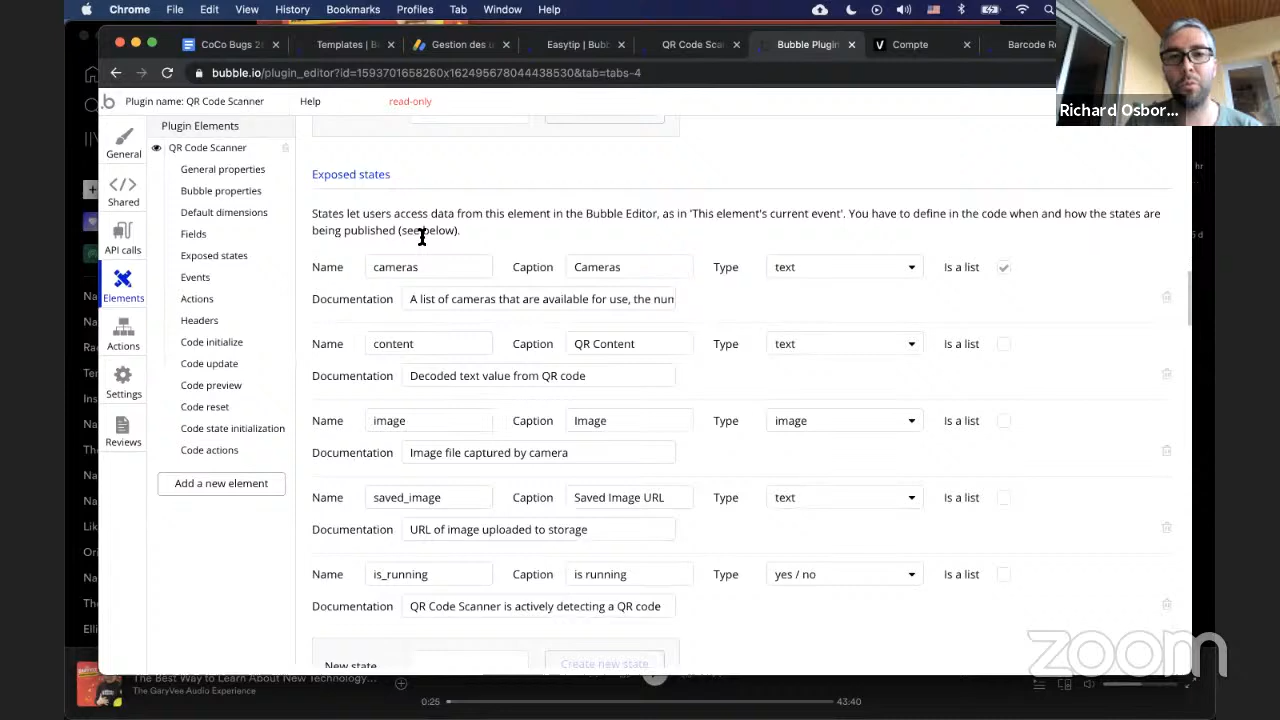 Chrome File Edit View History Bookmarks Profiles Tab Window Help
CoCo Bugs 2 Templates | B Gestion des u Easytip | Bubb QR Code Sca Bubble Plugin Compte Barcode Re
bubble.io/plugin_editor?id=1593701658260x162495678044438530&tab=tabs-4
Plugin name: QR Code Scanner Help read-only
Richard Osbor...
General
Shared
API calls
Elements
Actions
Settings
Reviews
Plugin Elements
QR Code Scanner
General properties
Bubble properties
Default dimensions
Fields
Exposed states
Events
Actions
Headers
Code initialize
Code update
Code preview
Code reset
Code state initialization
Code actions
Add a new element
Exposed states
States let users access data from this element in the Bubble Editor, as in 'This element's current event'. You have to define in the code when and how the states are
being published (see below).
Name cameras Caption Cameras Type text Is a list
Documentation A list of cameras that are available for use, the num
Name content Caption QR Content Type text Is a list
Documentation Decoded text value from QR code
Name image Caption Image Type image Is a list
Documentation Image file captured by camera
Name saved_image Caption Saved Image URL Type text Is a list
Documentation URL of image uploaded to storage
Name is_running Caption is running Type yes / no Is a list
Documentation QR Code Scanner is actively detecting a QR code
New state Create new state
zoom
The Best Way to Learn About New Technology...
The GaryVee Audio Experience
0:25 43:40